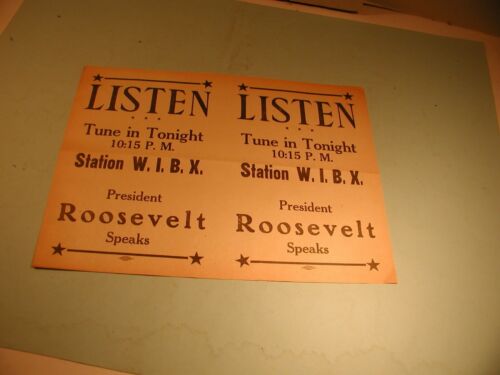 LISTEN
Tune in Tonight
10:15 P. M.
Station W. I. B. X.
President
Roosevelt
Speaks
LISTEN
Tune in Tonight
10:15 P. M.
Station W. I. B. X.
President
Roosevelt
Speaks